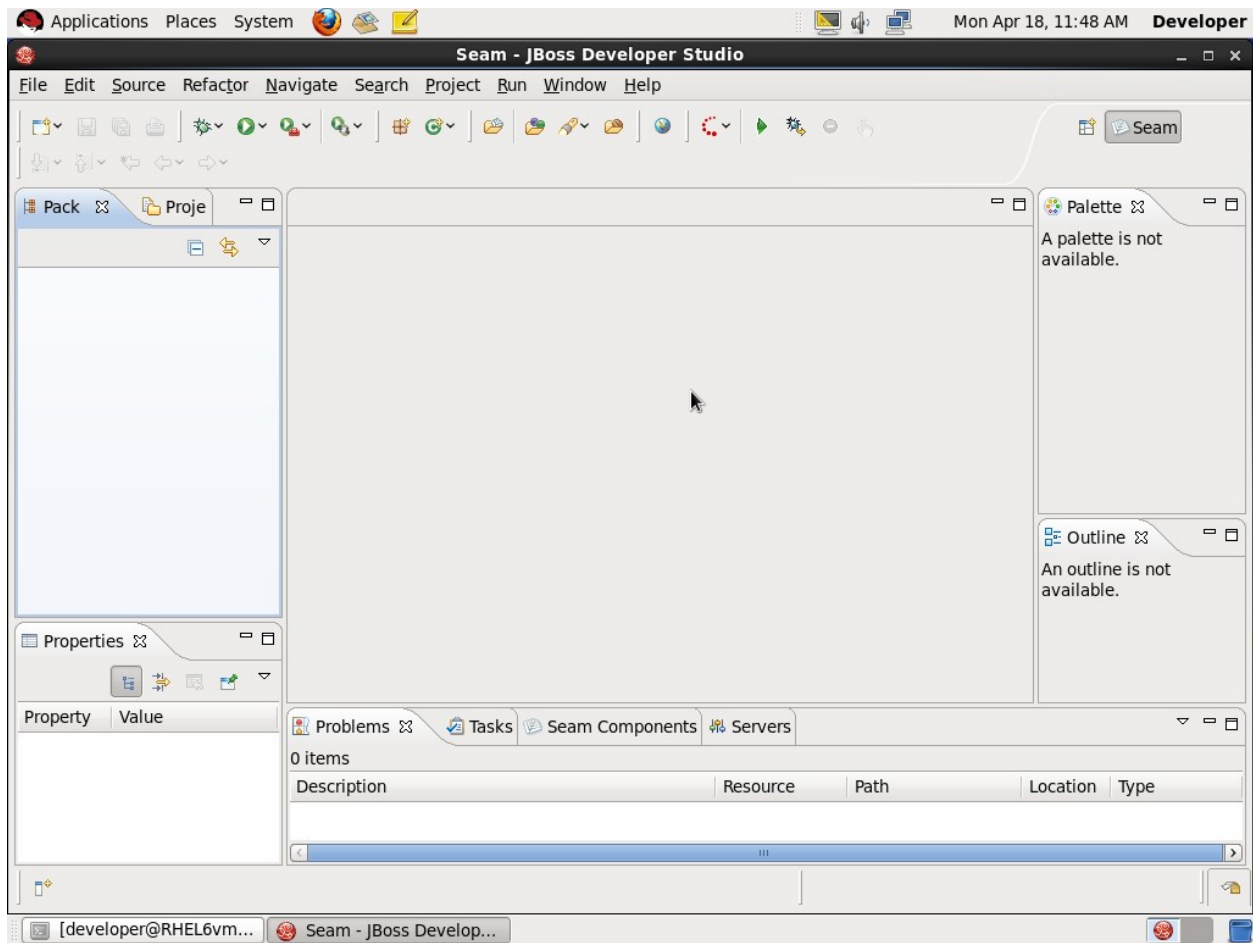 Applications Places System Mon Apr 18, 11:48 AM Developer
Seam - JBoss Developer Studio
File Edit Source Refactor Navigate Search Project Run Window Help
Seam
Pack Proje
Palette
A palette is not
available.
Outline
An outline is not
available.
Properties
Property Value
Problems Tasks Seam Components Servers
0 items
Description Resource Path Location Type
[developer@RHEL6vm... Seam - JBoss Develop...